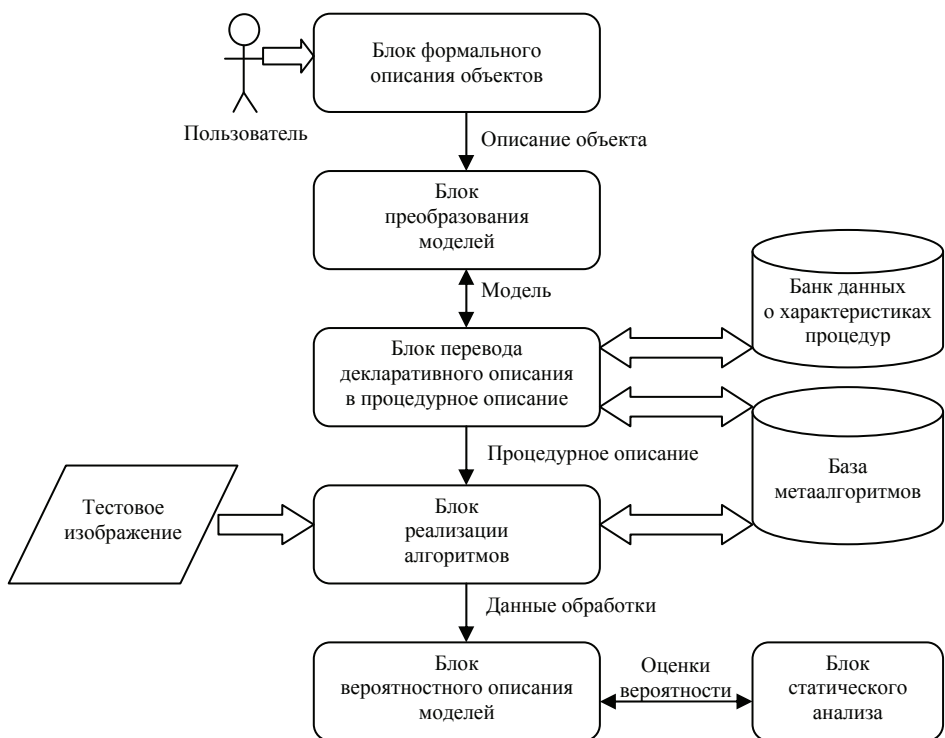 Блок формального
описания объектов
Пользователь
Описание объекта
Блок
преобразования
моделей
Модель
Банк данных
о характеристиках
процедур
Блок перевода
декларативного описания
в процедурное описание
Процедурное описание
База
метаалгоритмов
Тестовое
изображение
Блок
реализации
алгоритмов
Данные обработки
Блок
вероятностного описания
моделей
Оценки
вероятности
Блок
статического
анализа